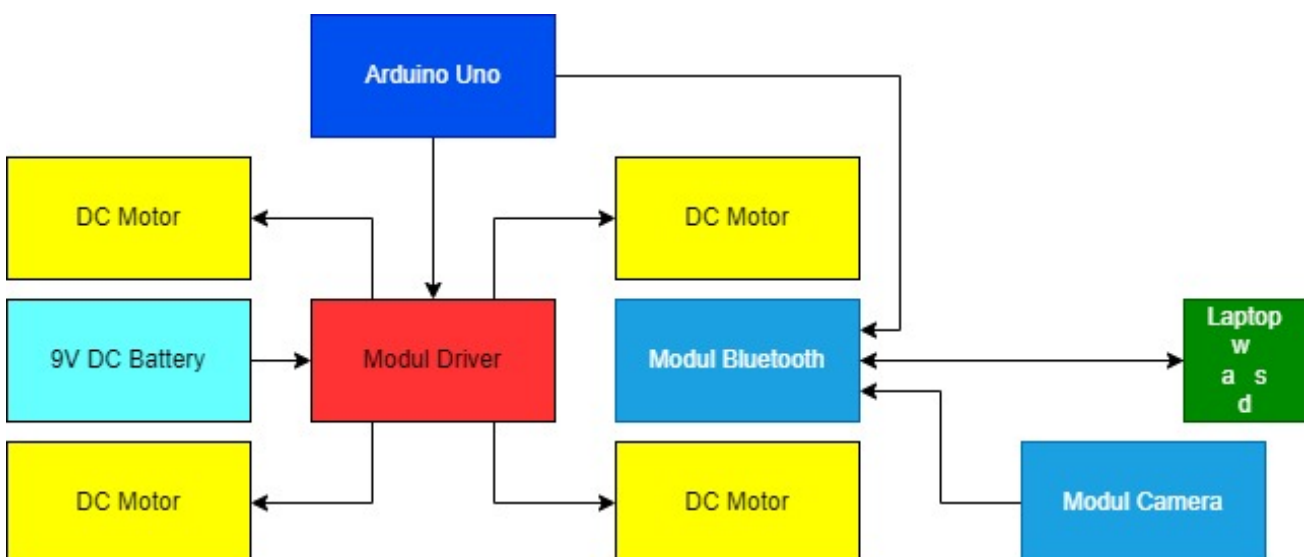 Arduino Uno
DC Motor
DC Motor
9V DC Battery
Modul Driver
Modul Bluetooth
Laptop
w
a s
d
DC Motor
DC Motor
Modul Camera